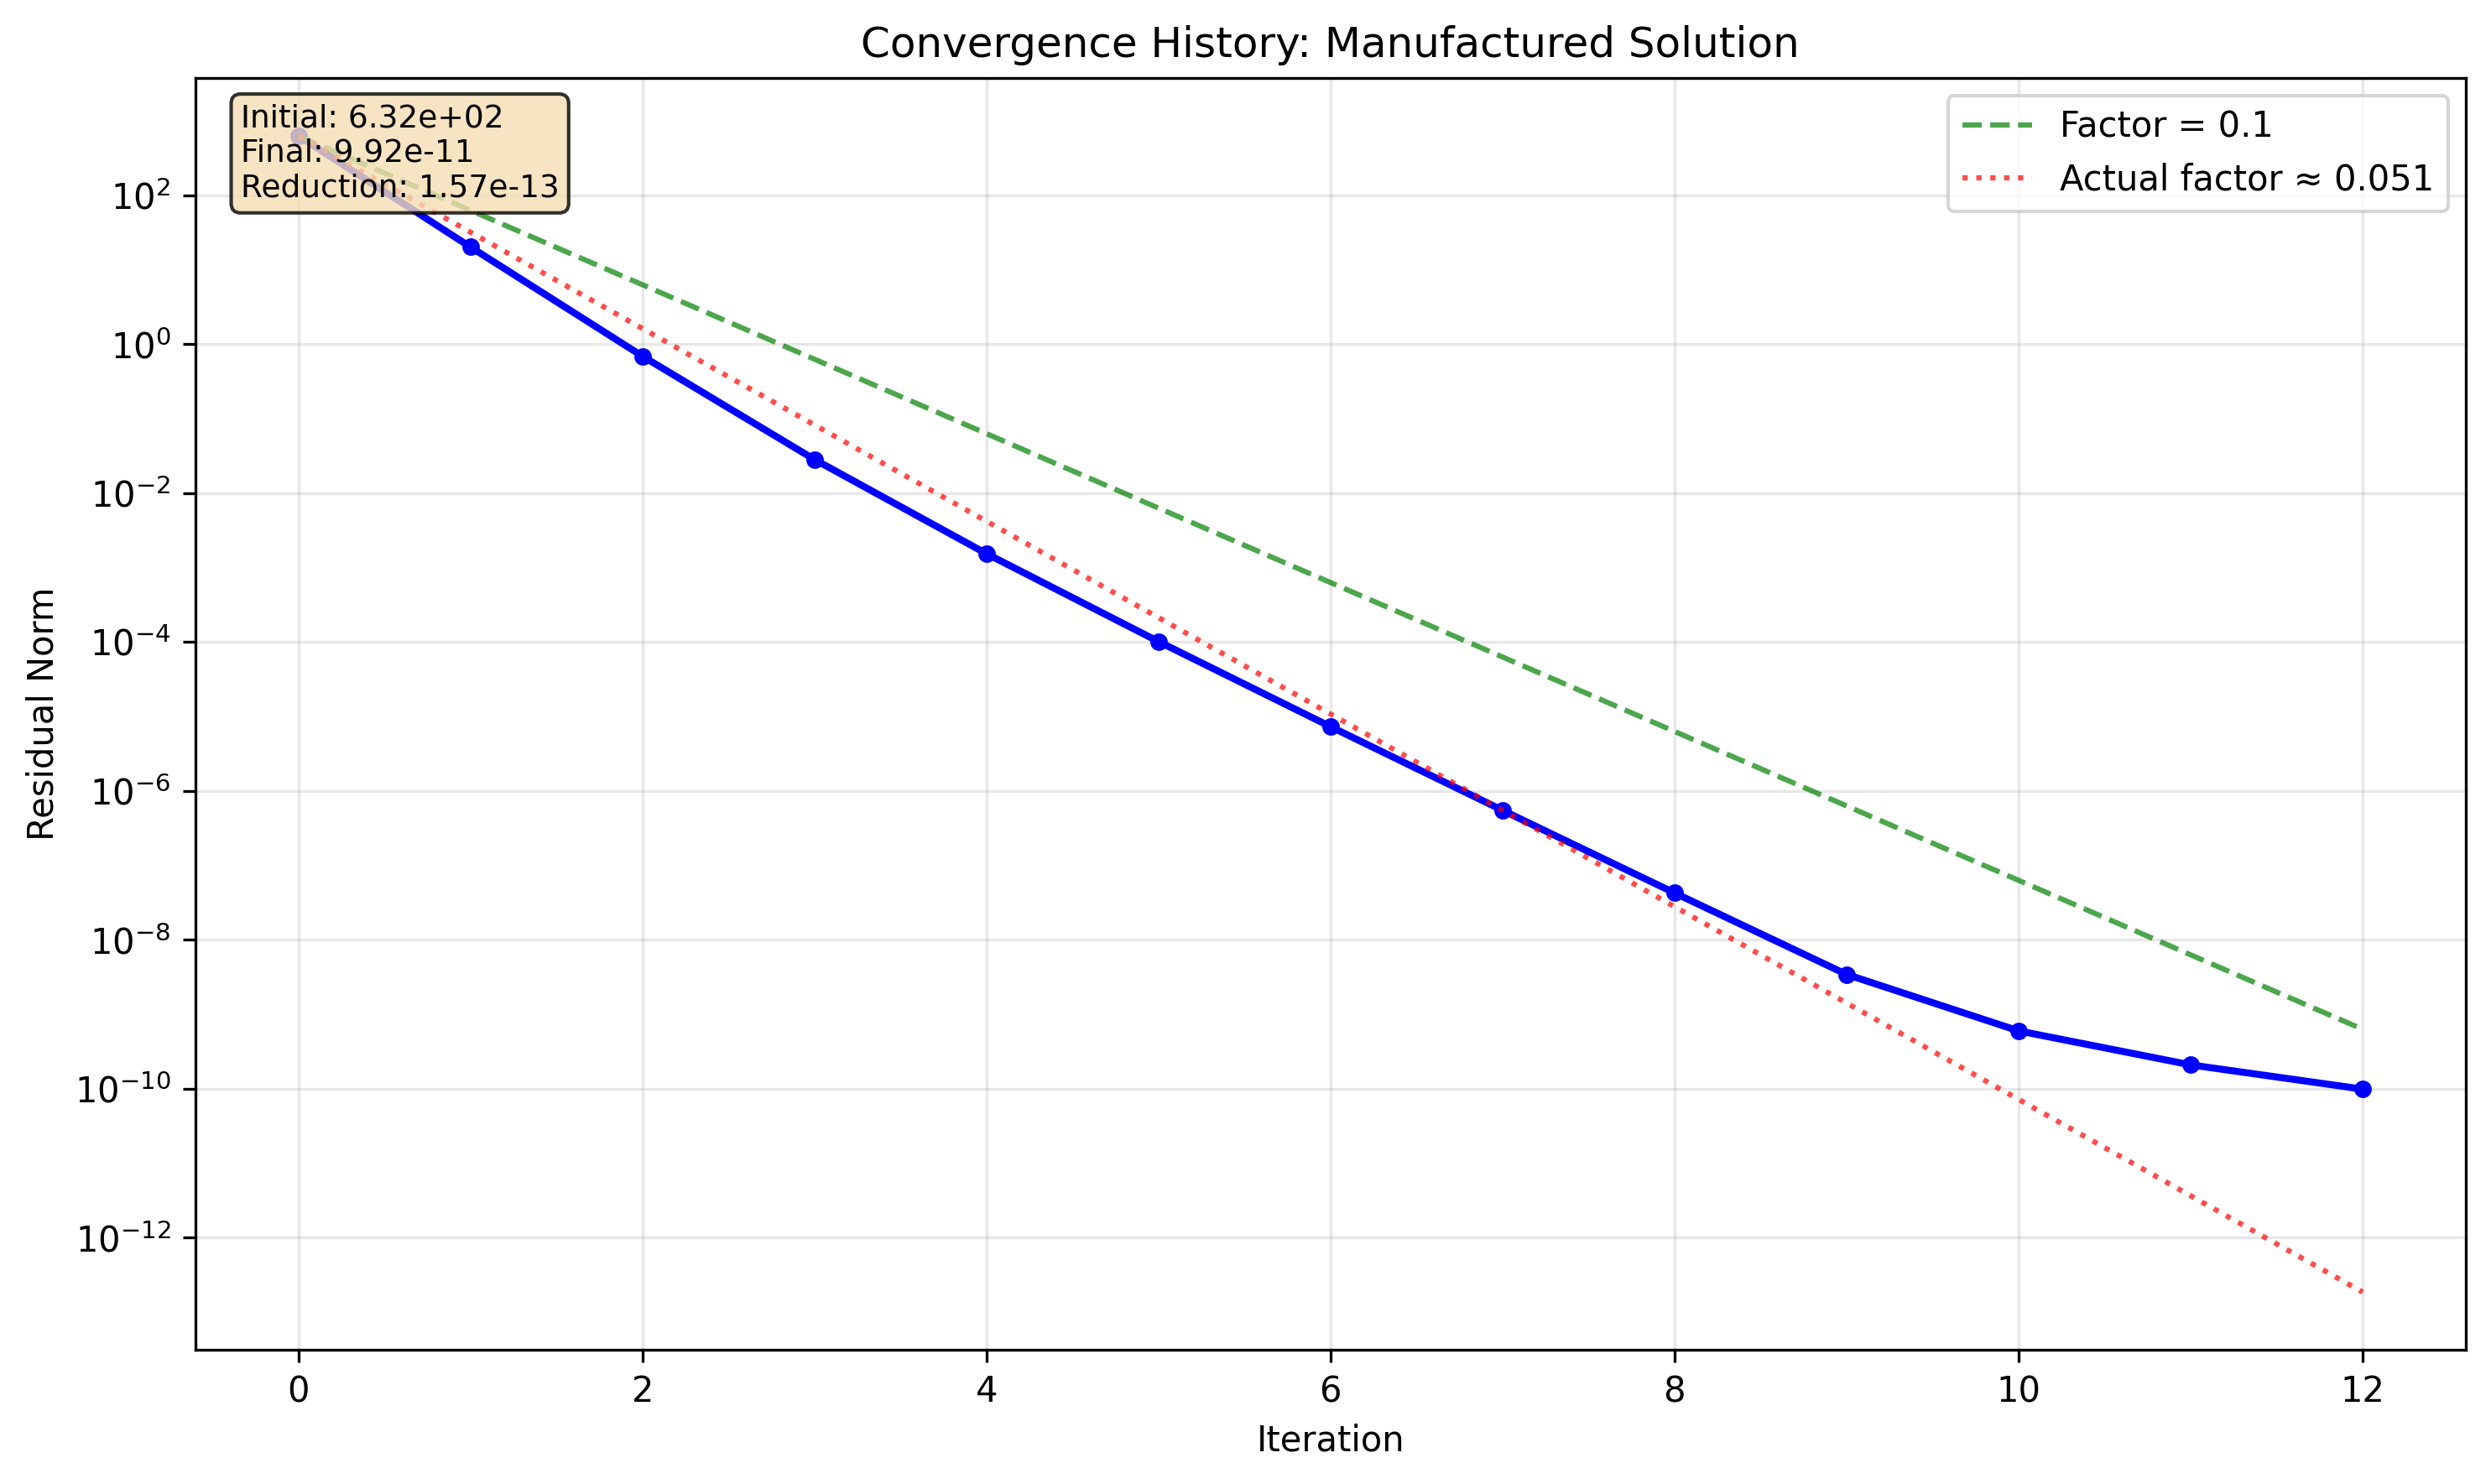 Convergence History: Manufactured Solution
Initial: 6.32e+02
Final: 9.92e-11
Reduction: 1.57e-13
Factor = 0.1
Actual factor ≈ 0.051
Residual Norm
10²
10⁰
10⁻²
10⁻⁴
10⁻⁶
10⁻⁸
10⁻¹⁰
10⁻¹²
0 2 4 6 8 10 12
Iteration